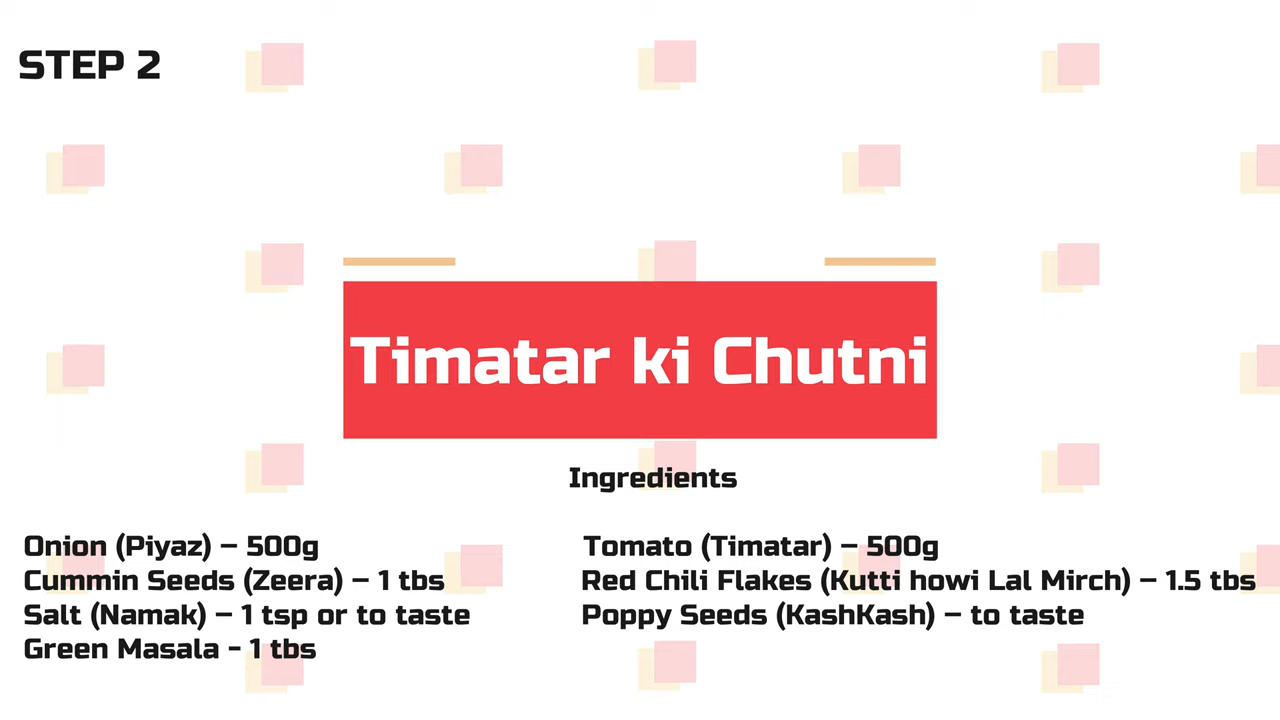 STEP 2
Timatar ki Chutni
Ingredients
Onion (Piyaz) – 500g
Cummin Seeds (Zeera) – 1 tbs
Salt (Namak) – 1 tsp or to taste
Green Masala - 1 tbs
Tomato (Timatar) – 500g
Red Chili Flakes (Kutti howi Lal Mirch) – 1.5 tbs
Poppy Seeds (KashKash) – to taste